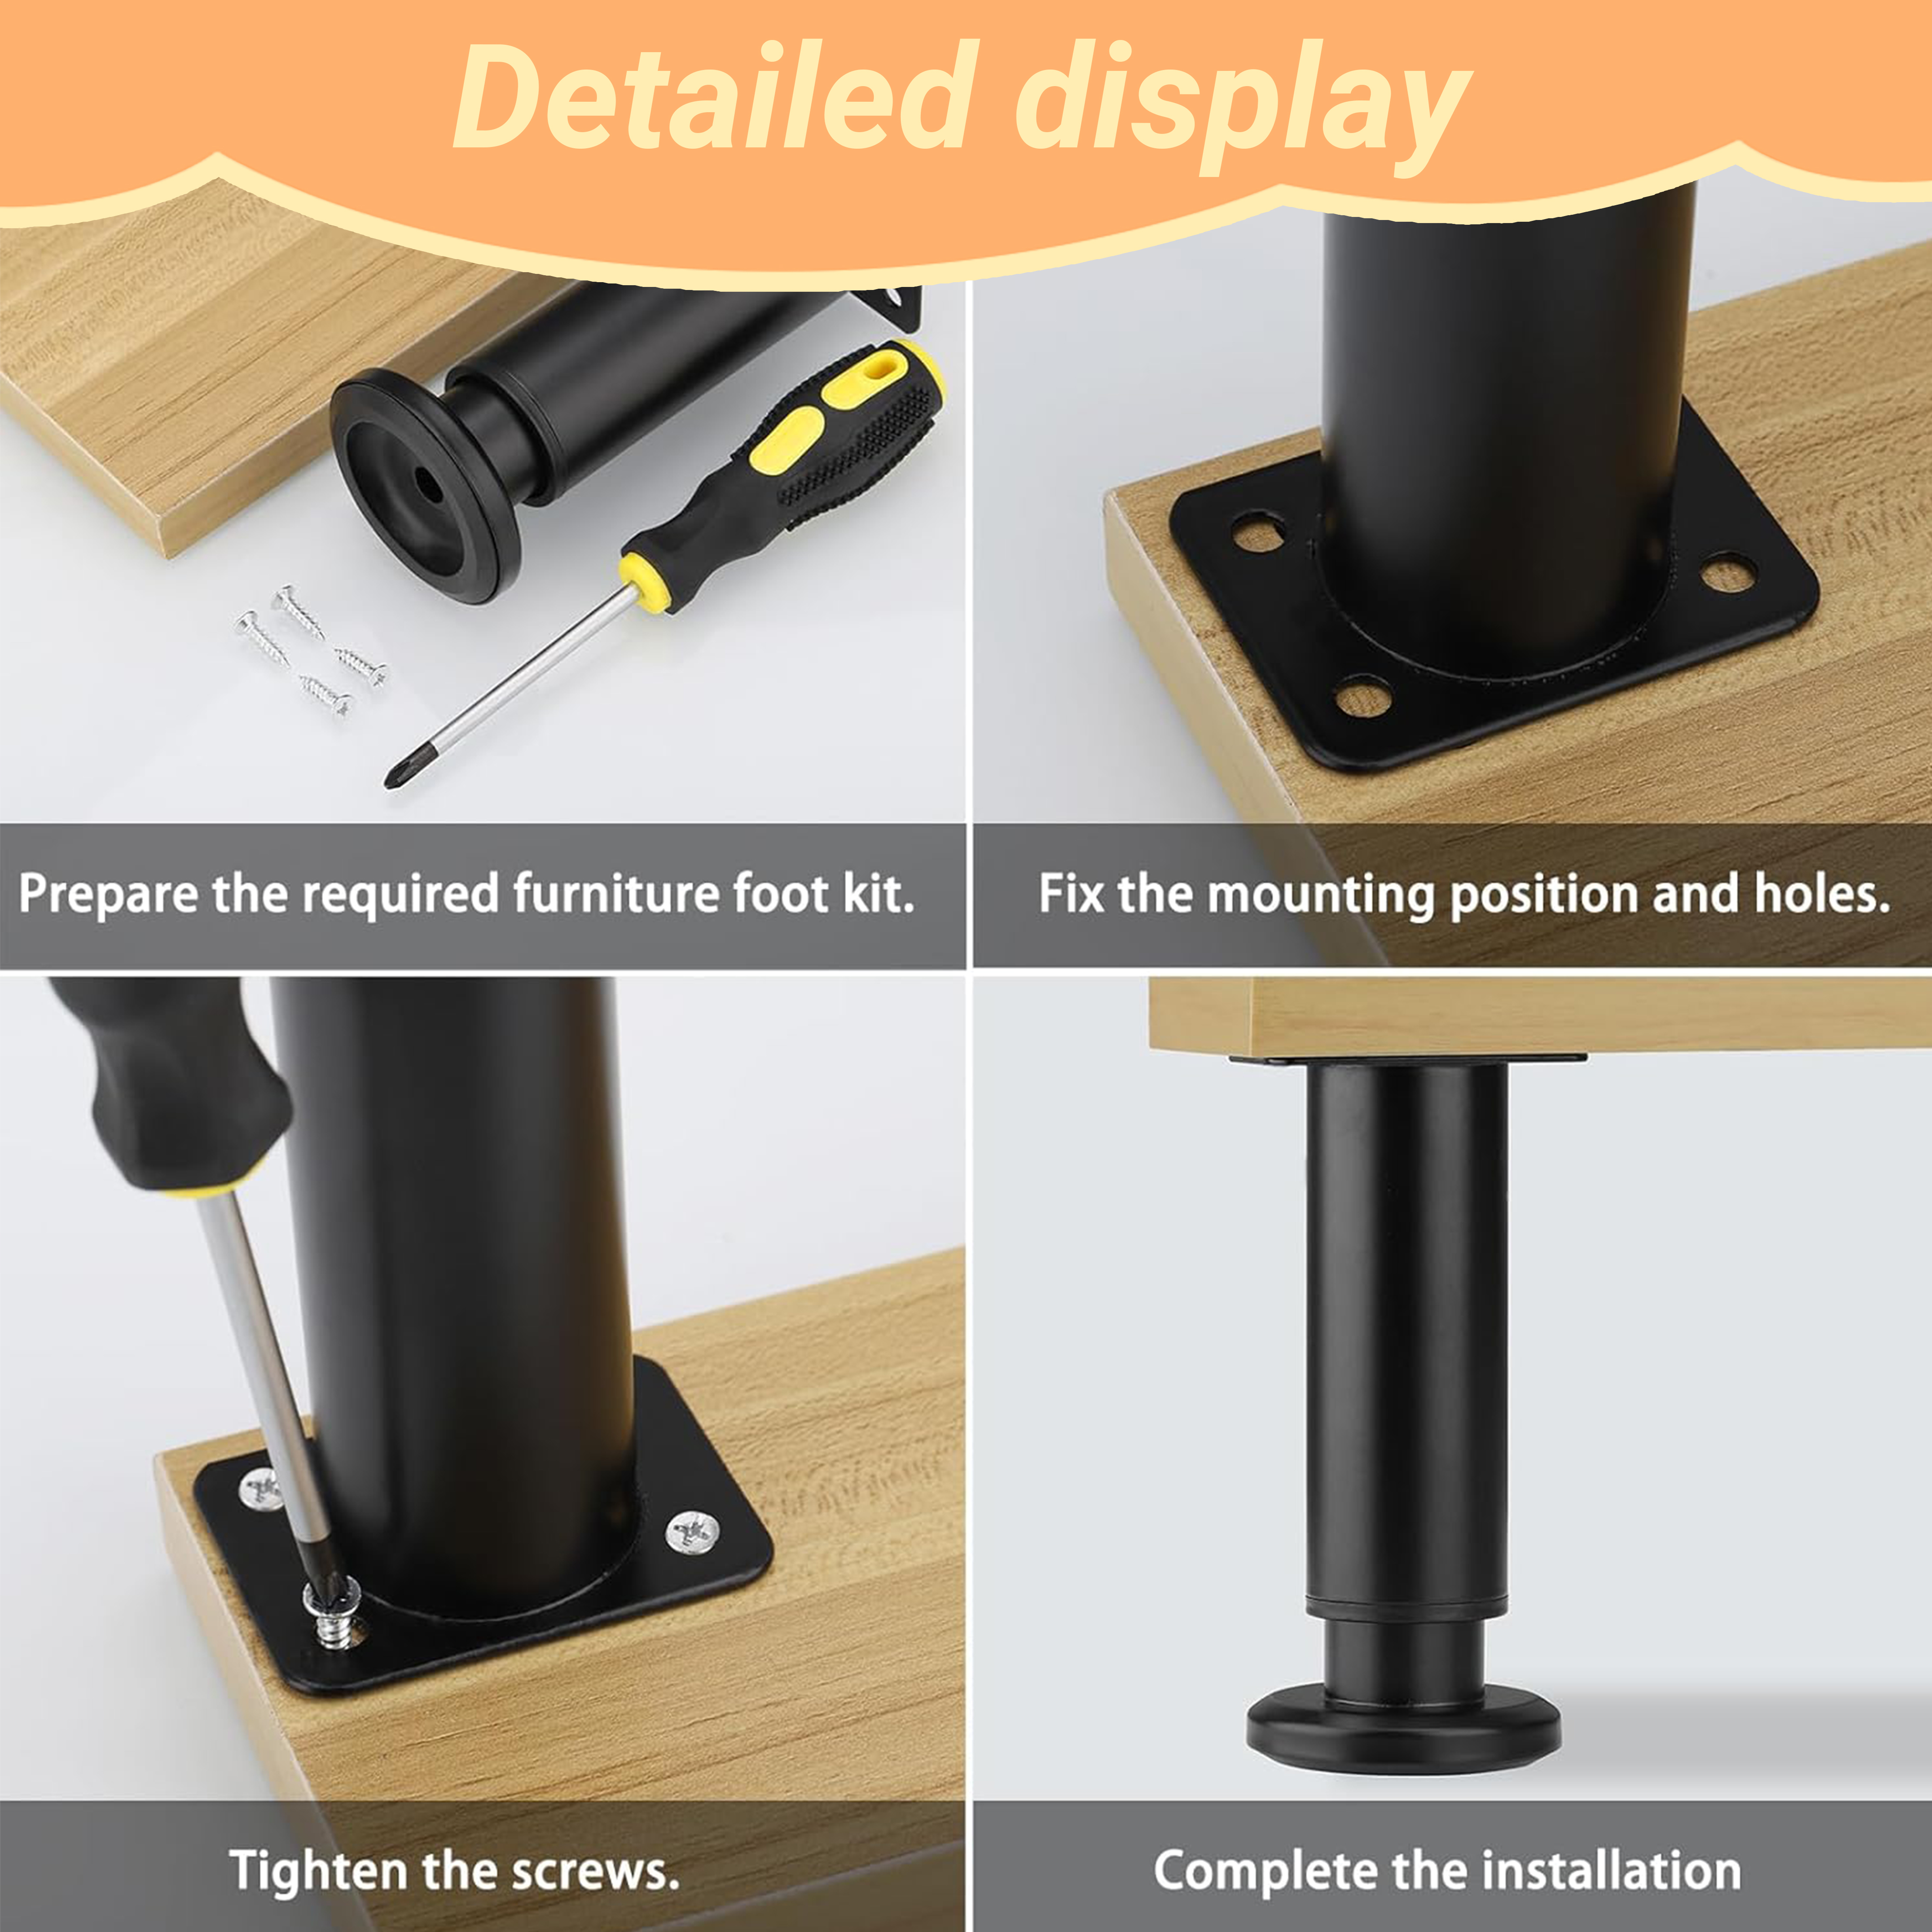 Detailed display
Prepare the required furniture foot kit.
Fix the mounting position and holes.
Tighten the screws.
Complete the installation